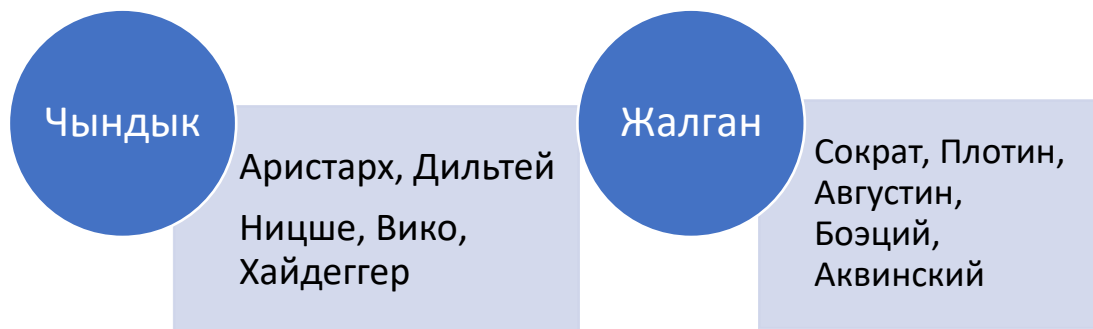 Чындык
Аристарх, Дильтей
Ницше, Вико,
Хайдеггер
Жалган
Сократ, Плотин,
Августин,
Боэций,
Аквинский